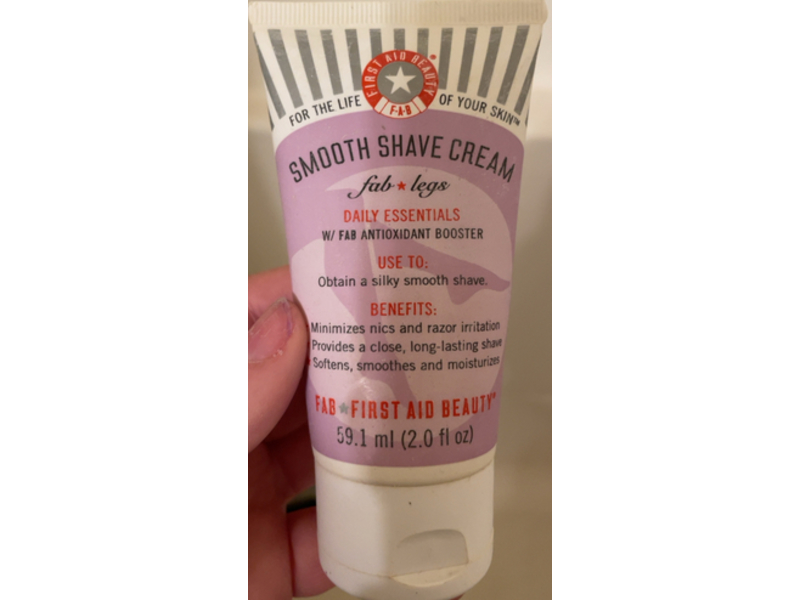 FIRST AID BEAUTY®
F·A·B
FOR THE LIFE OF YOUR SKIN™
SMOOTH SHAVE CREAM
fab ★ legs
DAILY ESSENTIALS
W/ FAB ANTIOXIDANT BOOSTER
USE TO:
Obtain a silky smooth shave.
BENEFITS:
Minimizes nics and razor irritation
Provides a close, long-lasting shave
Softens, smoothes and moisturizes
FAB ★ FIRST AID BEAUTY®
59.1 ml (2.0 fl oz)